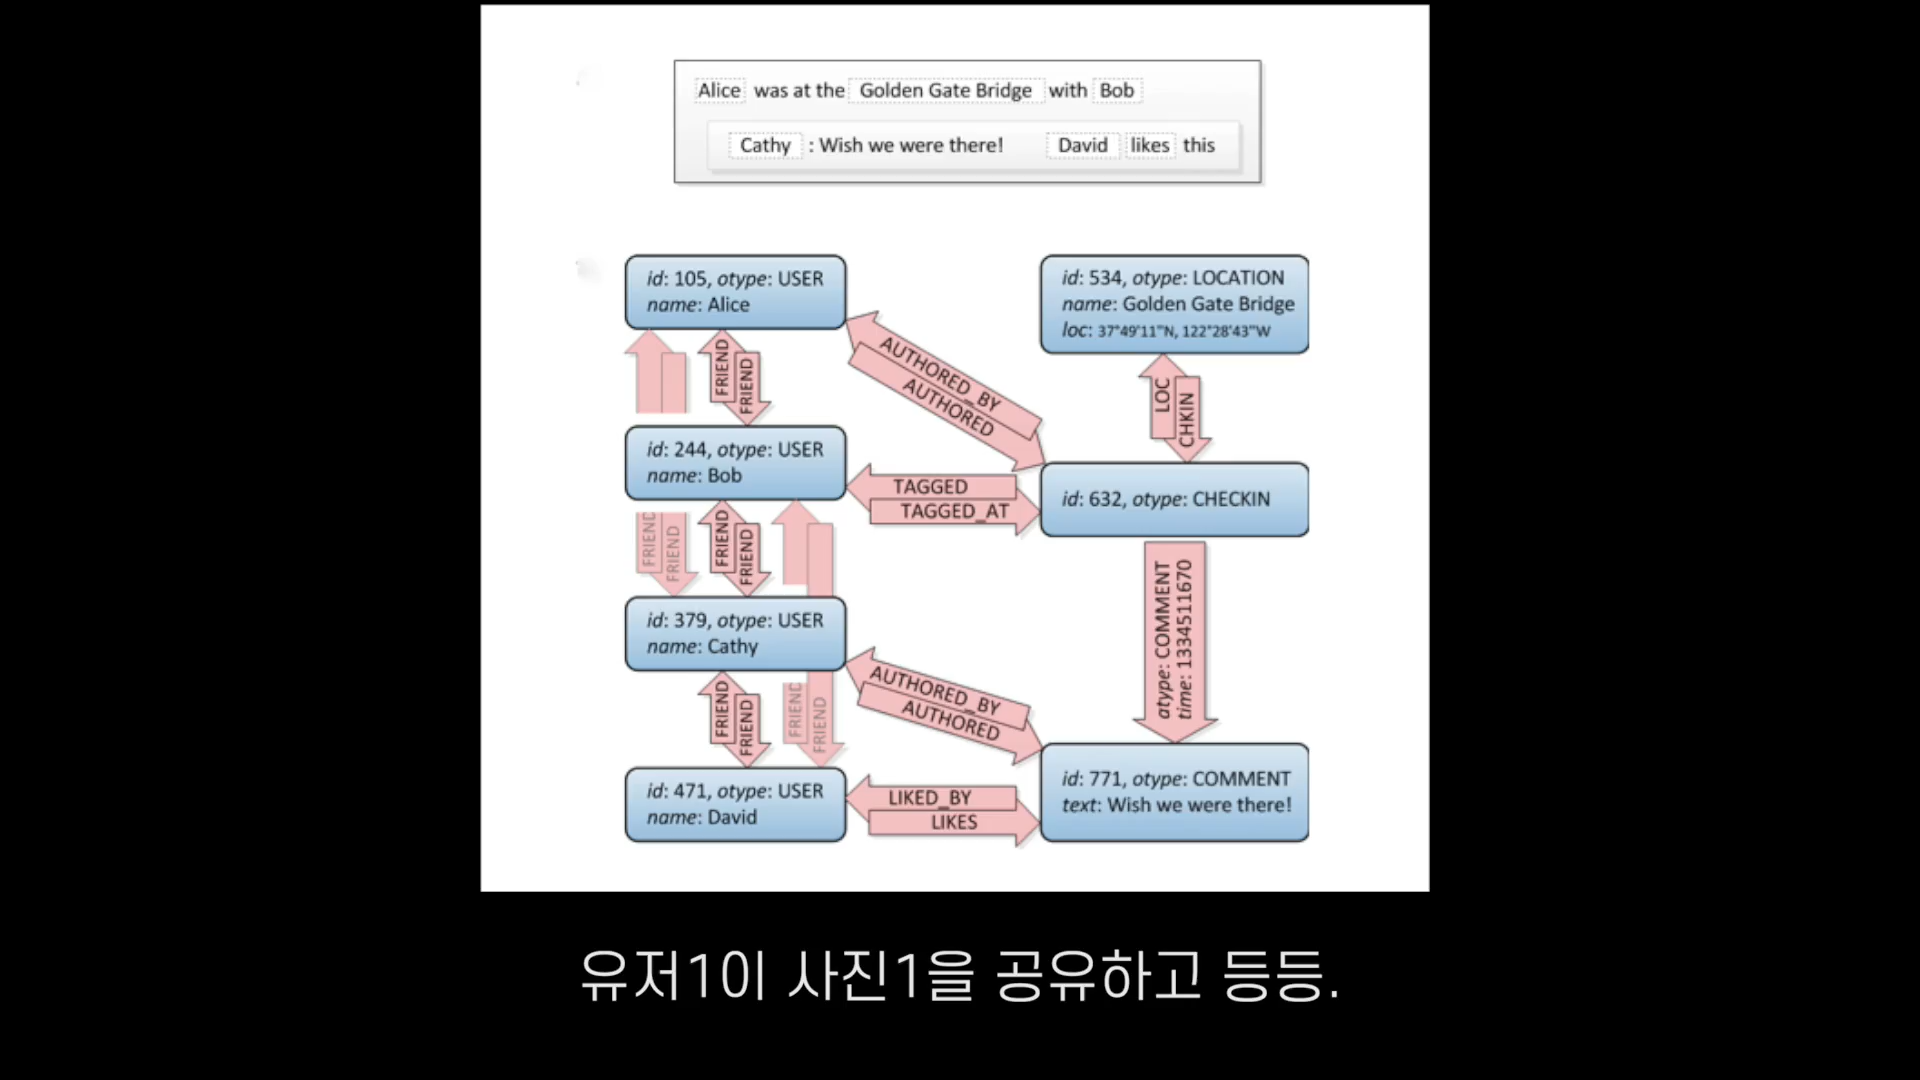 Alice was at the Golden Gate Bridge with Bob
Cathy : Wish we were there! David likes this
id: 105, otype: USER
name: Alice
id: 534, otype: LOCATION
name: Golden Gate Bridge
loc: 37°49'11"N, 122°28'43"W
FRIEND
FRIEND
AUTHORED_BY
AUTHORED
LOC
CHKIN
id: 244, otype: USER
name: Bob
TAGGED
TAGGED_AT
id: 632, otype: CHECKIN
FRIEND
FRIEND
FRIEND
FRIEND
atype: COMMENT
time: 1334511670
id: 379, otype: USER
name: Cathy
AUTHORED_BY
AUTHORED
FRIEND
FRIEND
FRIEND
FRIEND
id: 471, otype: USER
name: David
LIKED_BY
LIKES
id: 771, otype: COMMENT
text: Wish we were there!
유저1이 사진1을 공유하고 등등.